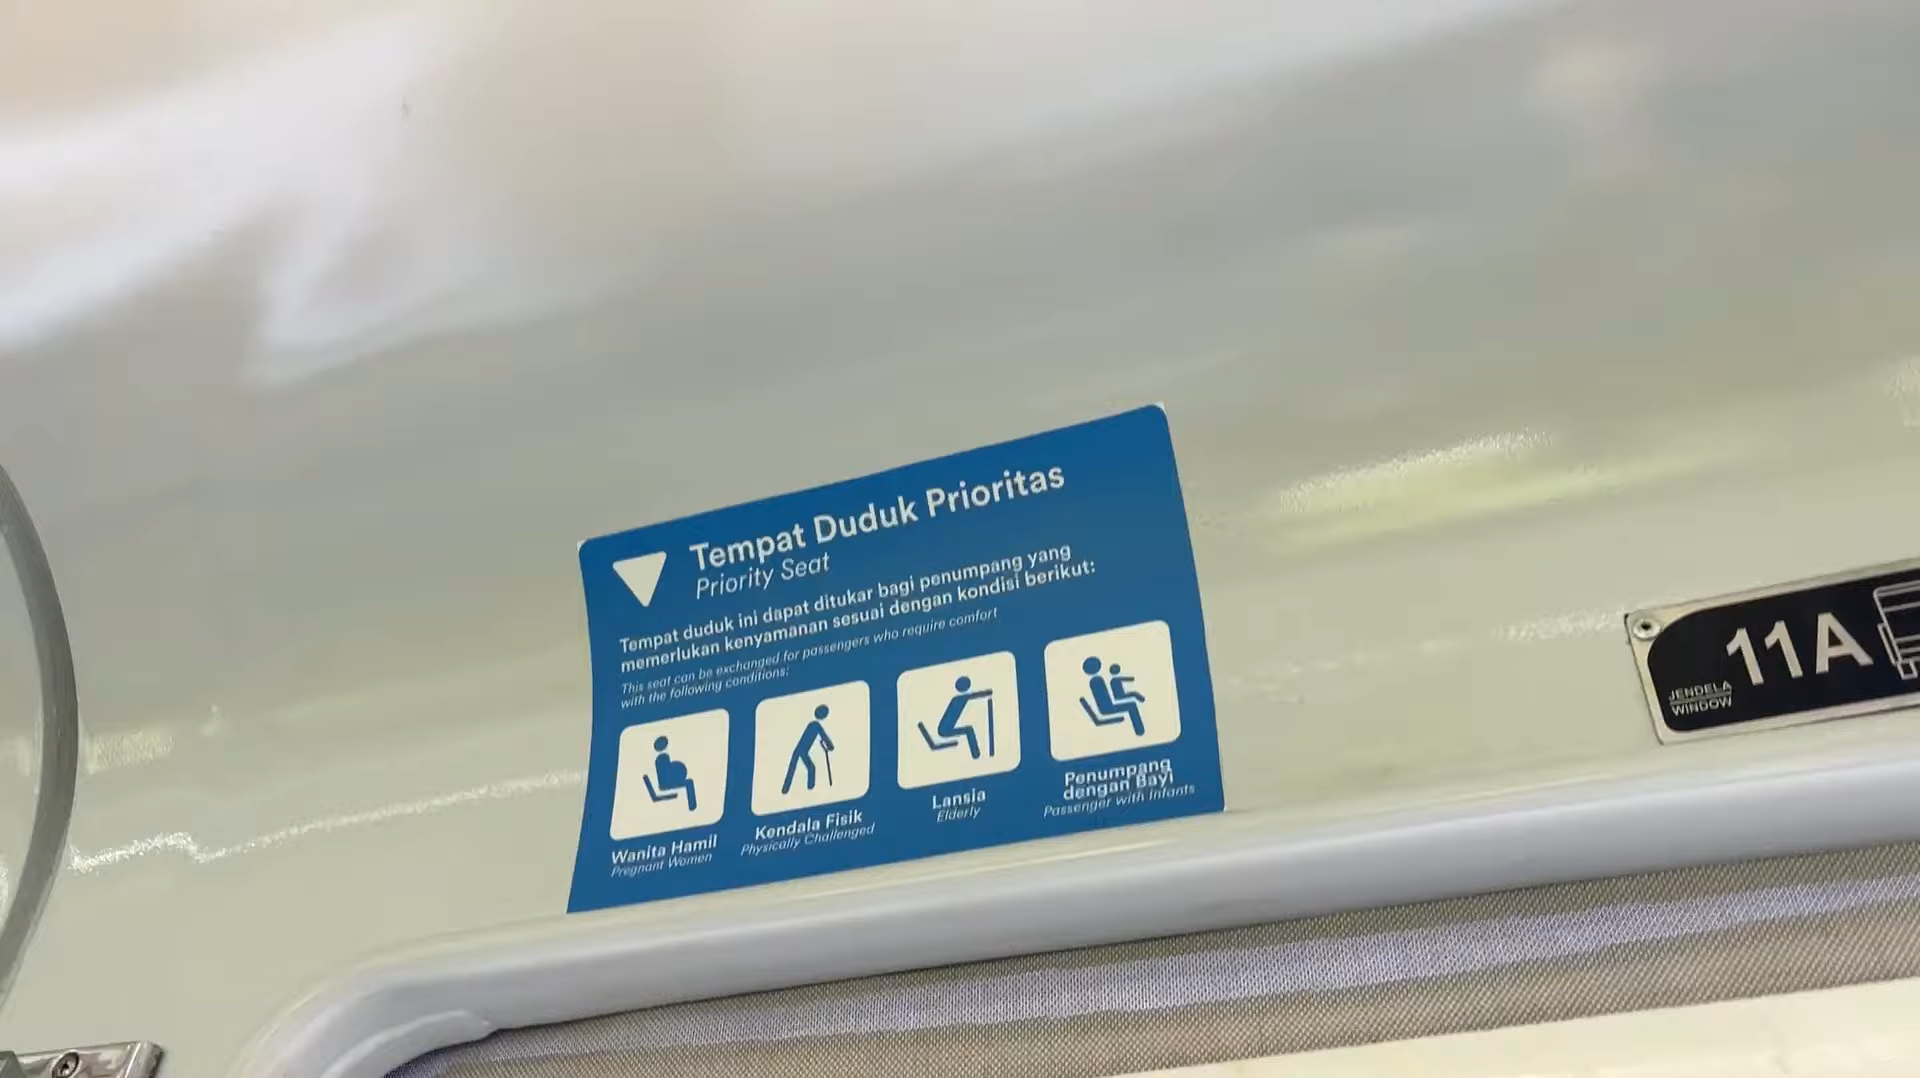 Tempat Duduk Prioritas
Priority Seat
Tempat duduk ini dapat ditukar bagi penumpang yang
memerlukan kenyamanan sesuai dengan kondisi berikut:
This seat can be exchanged for passengers who require comfort
with the following conditions:
Wanita Hamil
Pregnant Women
Kendala Fisik
Physically Challenged
Lansia
Elderly
Penumpang
dengan Bayi
Passenger with Infants
11A
JENDELA
WINDOW